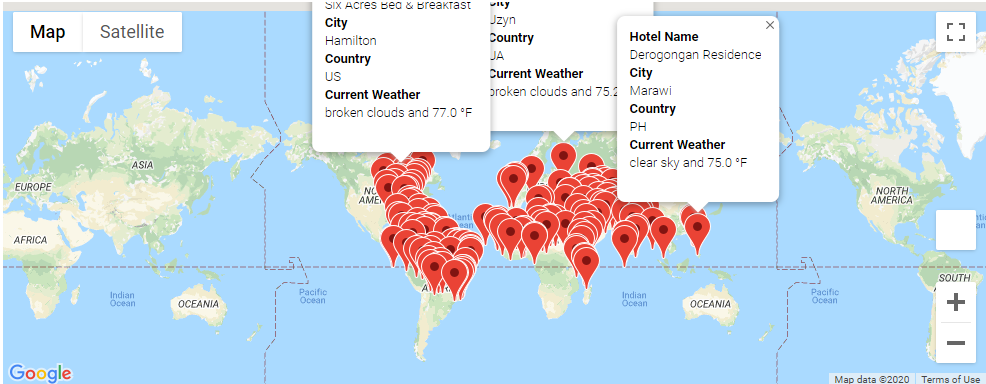 Map
Satellite
Six Acres Bed & Breakfast
City
Hamilton
Country
US
Current Weather
broken clouds and 77.0 °F
City
Uzyn
Country
UA
Current Weather
broken clouds and 75.2
×
Hotel Name
Derogongan Residence
City
Marawi
Country
PH
Current Weather
clear sky and 75.0 °F
ASIA
EUROPE
AFRICA
Indian
Ocean
OCEANIA
Pacific
Ocean
NORTH
AMERICA
SOUTH
Indian
Ocean
OCEANIA
Pacific
Ocean
+
−
Google
Map data ©2020
Terms of Use